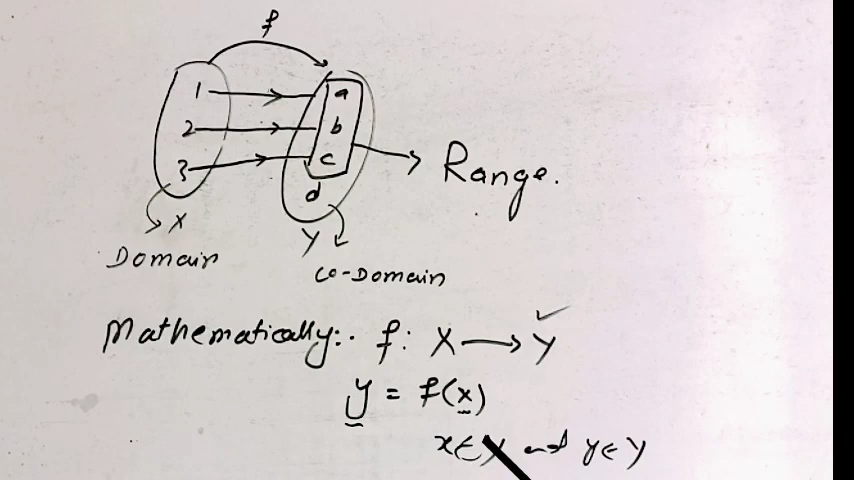 f
1 a
2 b
3 c
d
Range.
X
Y
Domain
Co-Domain
Mathematically:. f: X → Y
y = f(x)
x ∈ X and y ∈ Y